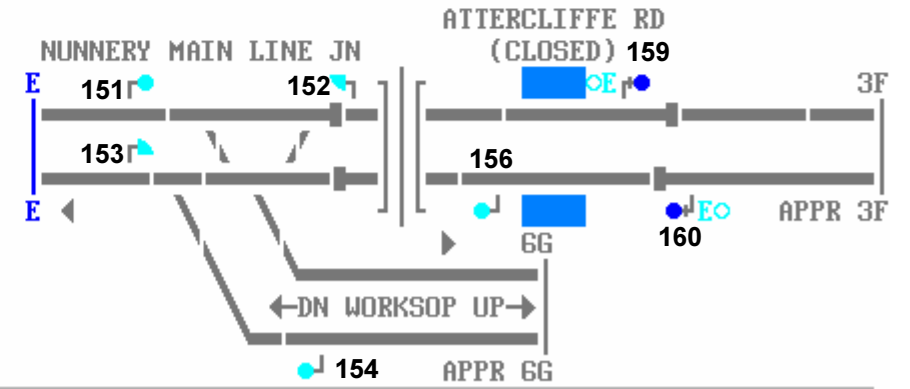 ATTERCLIFFE RD
NUNNERY MAIN LINE JN
(CLOSED) 159
E 151 152 E 3F
153
156
E E APPR 3F
160
6G
DN WORKSOP UP
154 APPR 6G